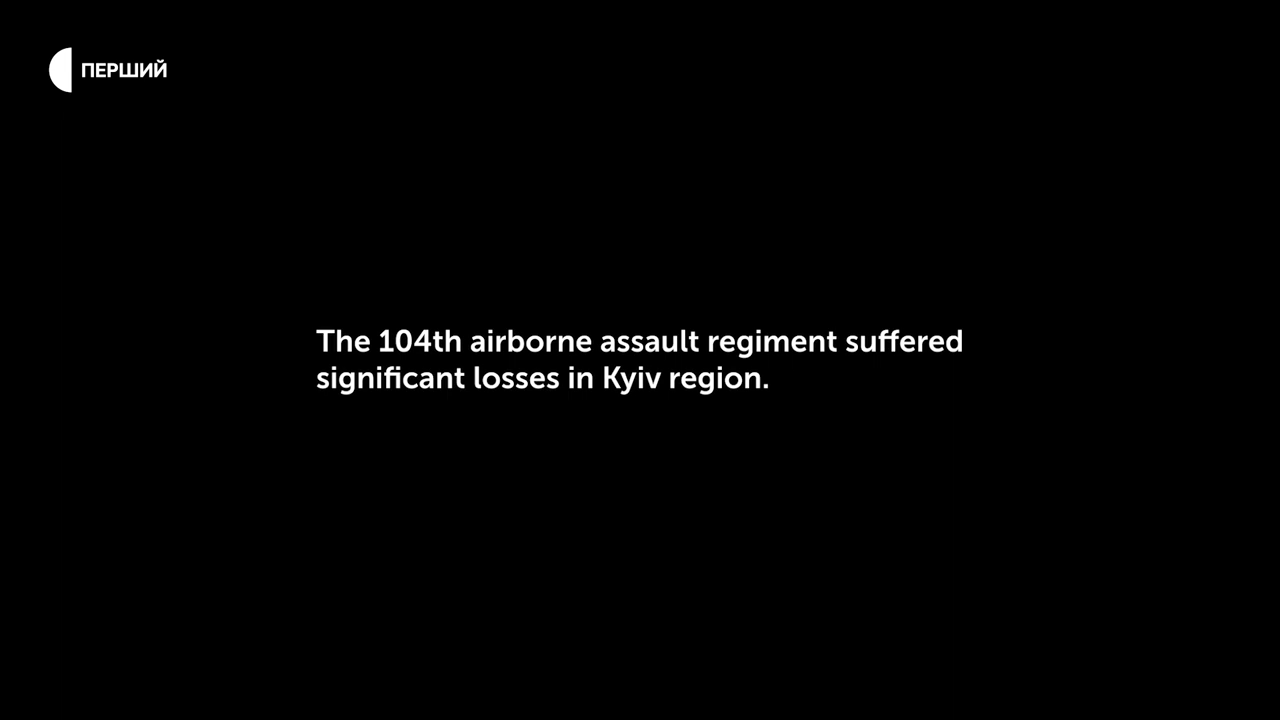 ПЕРШИЙ
The 104th airborne assault regiment suffered
significant losses in Kyiv region.